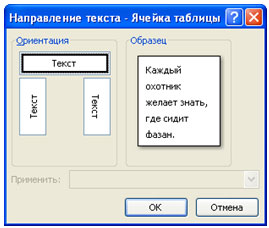 Направление текста - Ячейка таблицы
Ориентация
Образец
Текст
Текст
Текст
Каждый
охотник
желает знать,
где сидит
фазан.
Применить:
ОК
Отмена